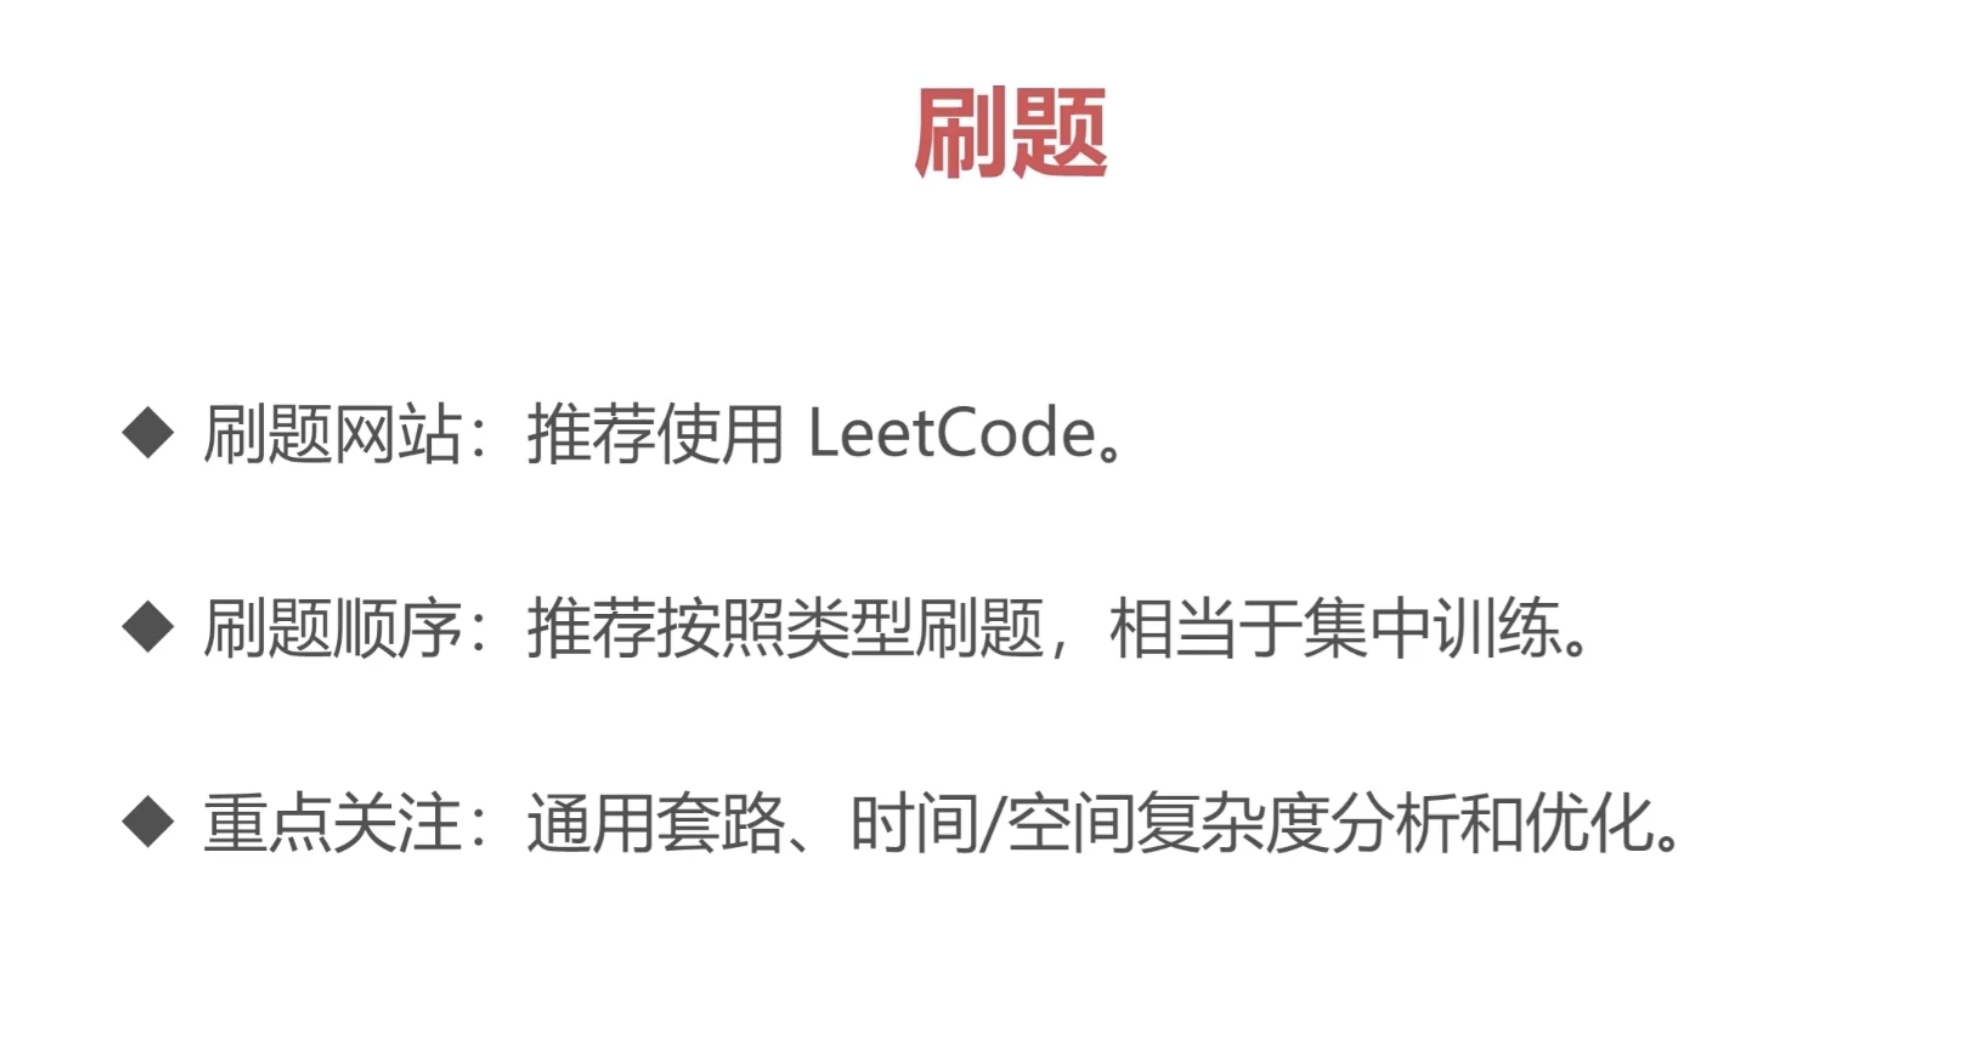 刷题
◆ 刷题网站：推荐使用 LeetCode。
◆ 刷题顺序：推荐按照类型刷题，相当于集中训练。
◆ 重点关注：通用套路、时间/空间复杂度分析和优化。